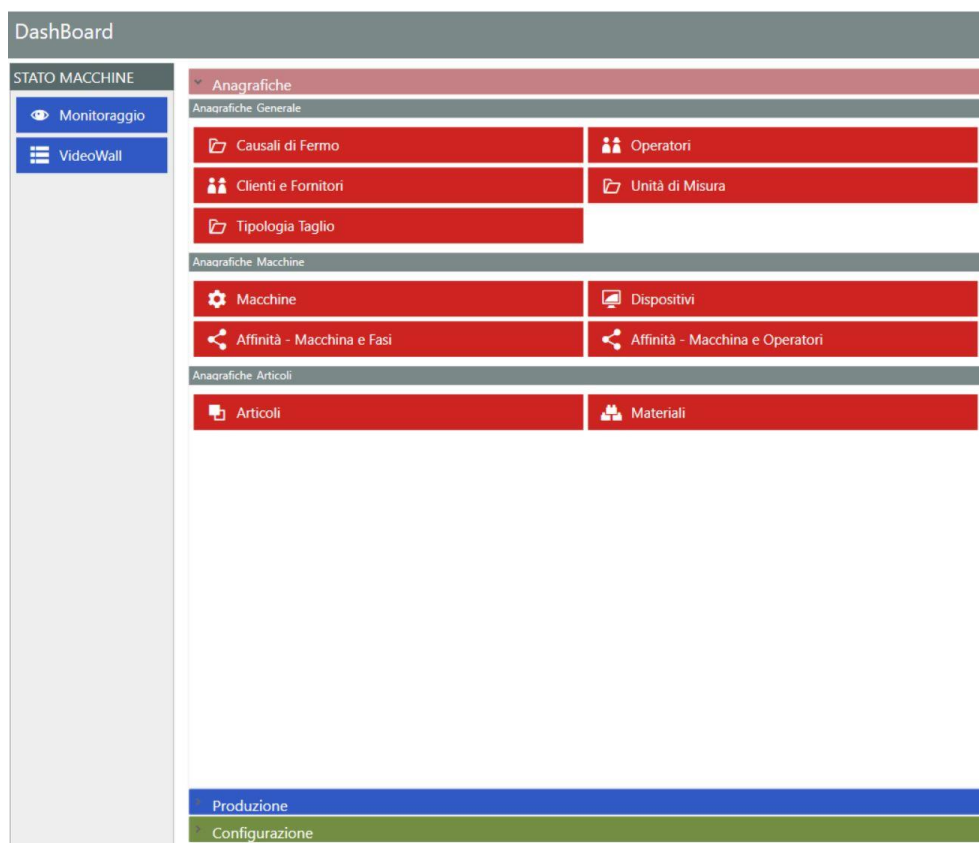 DashBoard
STATO MACCHINE
Monitoraggio
VideoWall
Anagrafiche
Anagrafiche Generale
Causali di Fermo
Operatori
Clienti e Fornitori
Unità di Misura
Tipologia Taglio
Anagrafiche Macchine
Macchine
Dispositivi
Affinità - Macchina e Fasi
Affinità - Macchina e Operatori
Anagrafiche Articoli
Articoli
Materiali
Produzione
Configurazione